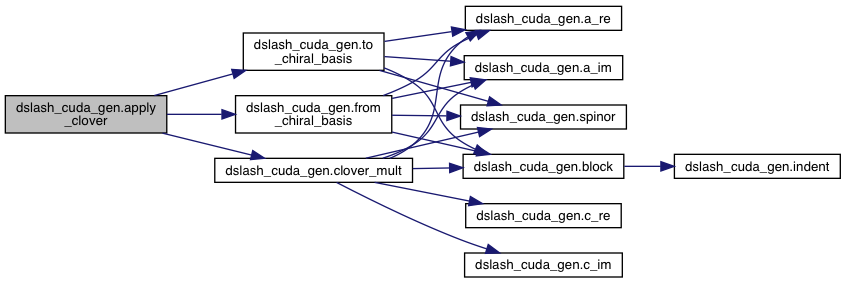 dslash_cuda_gen.apply
_clover
dslash_cuda_gen.to
_chiral_basis
dslash_cuda_gen.from
_chiral_basis
dslash_cuda_gen.clover_mult
dslash_cuda_gen.a_re
dslash_cuda_gen.a_im
dslash_cuda_gen.spinor
dslash_cuda_gen.block
dslash_cuda_gen.c_re
dslash_cuda_gen.c_im
dslash_cuda_gen.indent